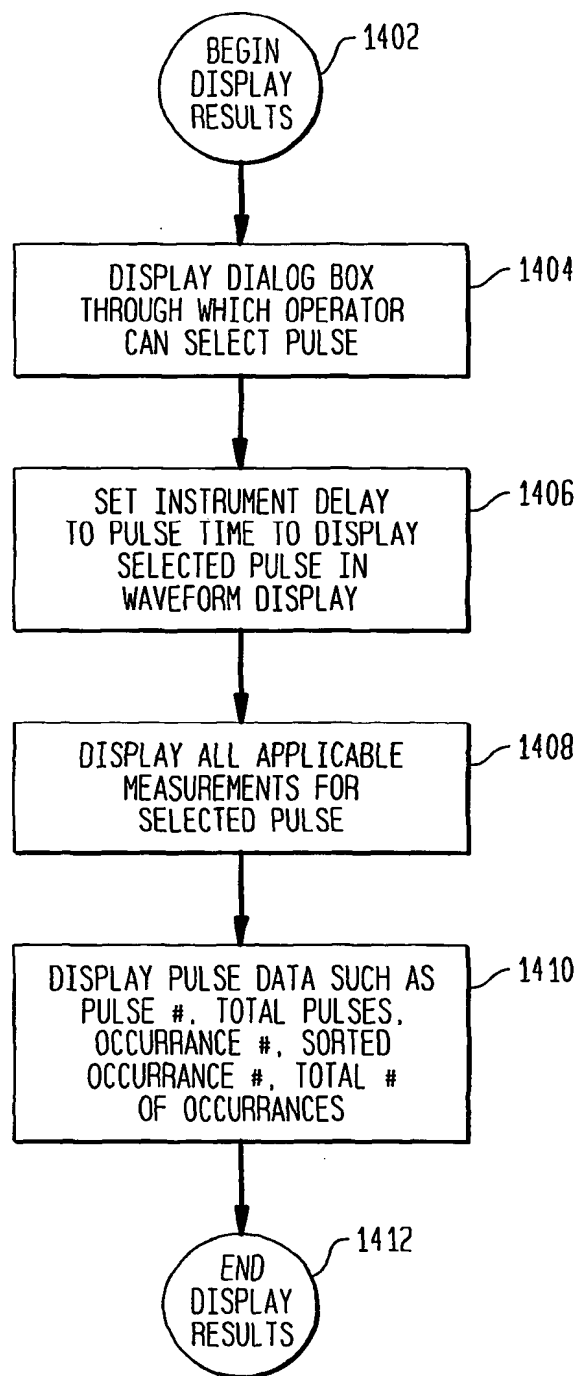 BEGIN
DISPLAY
RESULTS
1402
DISPLAY DIALOG BOX
THROUGH WHICH OPERATOR
CAN SELECT PULSE
1404
SET INSTRUMENT DELAY
TO PULSE TIME TO DISPLAY
SELECTED PULSE IN
WAVEFORM DISPLAY
1406
DISPLAY ALL APPLICABLE
MEASUREMENTS FOR
SELECTED PULSE
1408
DISPLAY PULSE DATA SUCH AS
PULSE #, TOTAL PULSES,
OCCURRANCE #, SORTED
OCCURRANCE #, TOTAL #
OF OCCURRANCES
1410
END
DISPLAY
RESULTS
1412